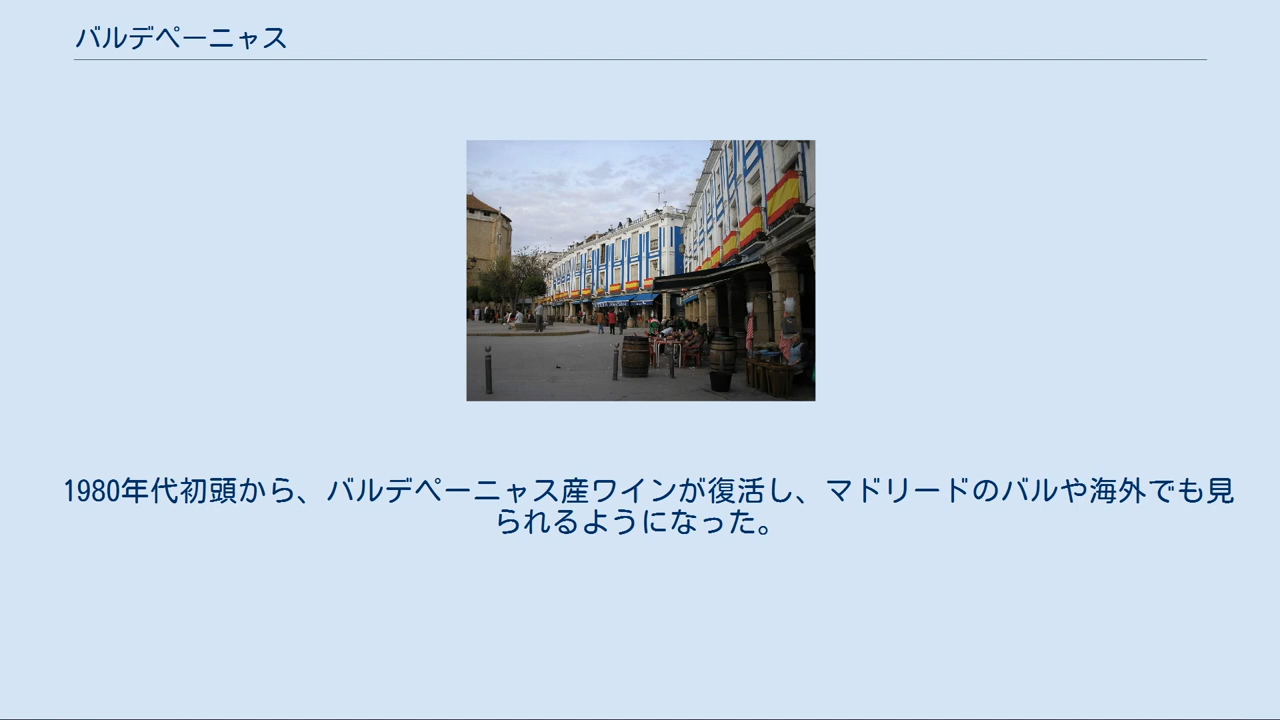 バルデペーニャス
1980年代初頭から、バルデペーニャス産ワインが復活し、マドリードのバルや海外でも見
られるようになった。